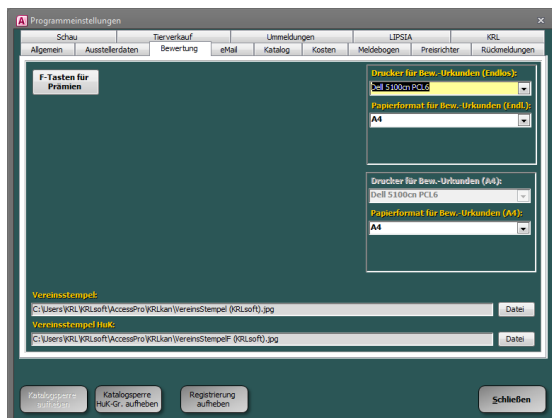 Programmeinstellungen
Schau Tierverkauf Ummeldungen LIPSIA KRL
Allgemein Ausstellerdaten Bewertung eMail Katalog Kosten Meldebogen Preisrichter Rückmeldungen
F-Tasten für
Prämien
Drucker für Bew.-Urkunden (Endlos):
Dell 5100cn PCL6
Papierformat für Bew.-Urkunden (Endl.):
A4
Drucker für Bew.-Urkunden (A4):
Dell 5100cn PCL6
Papierformat für Bew.-Urkunden (A4):
A4
Vereinsstempel:
C:\Users\KRL\KRLsoft\AccessPro\KRLkan\VereinsStempel (KRLsoft).jpg Datei
Vereinsstempel HuK:
C:\Users\KRL\KRLsoft\AccessPro\KRLkan\VereinsStempelF (KRLsoft).jpg Datei
Katalogsperre
aufheben
Katalogsperre
HuK-Gr. aufheben
Registrierung
aufheben
Schließen